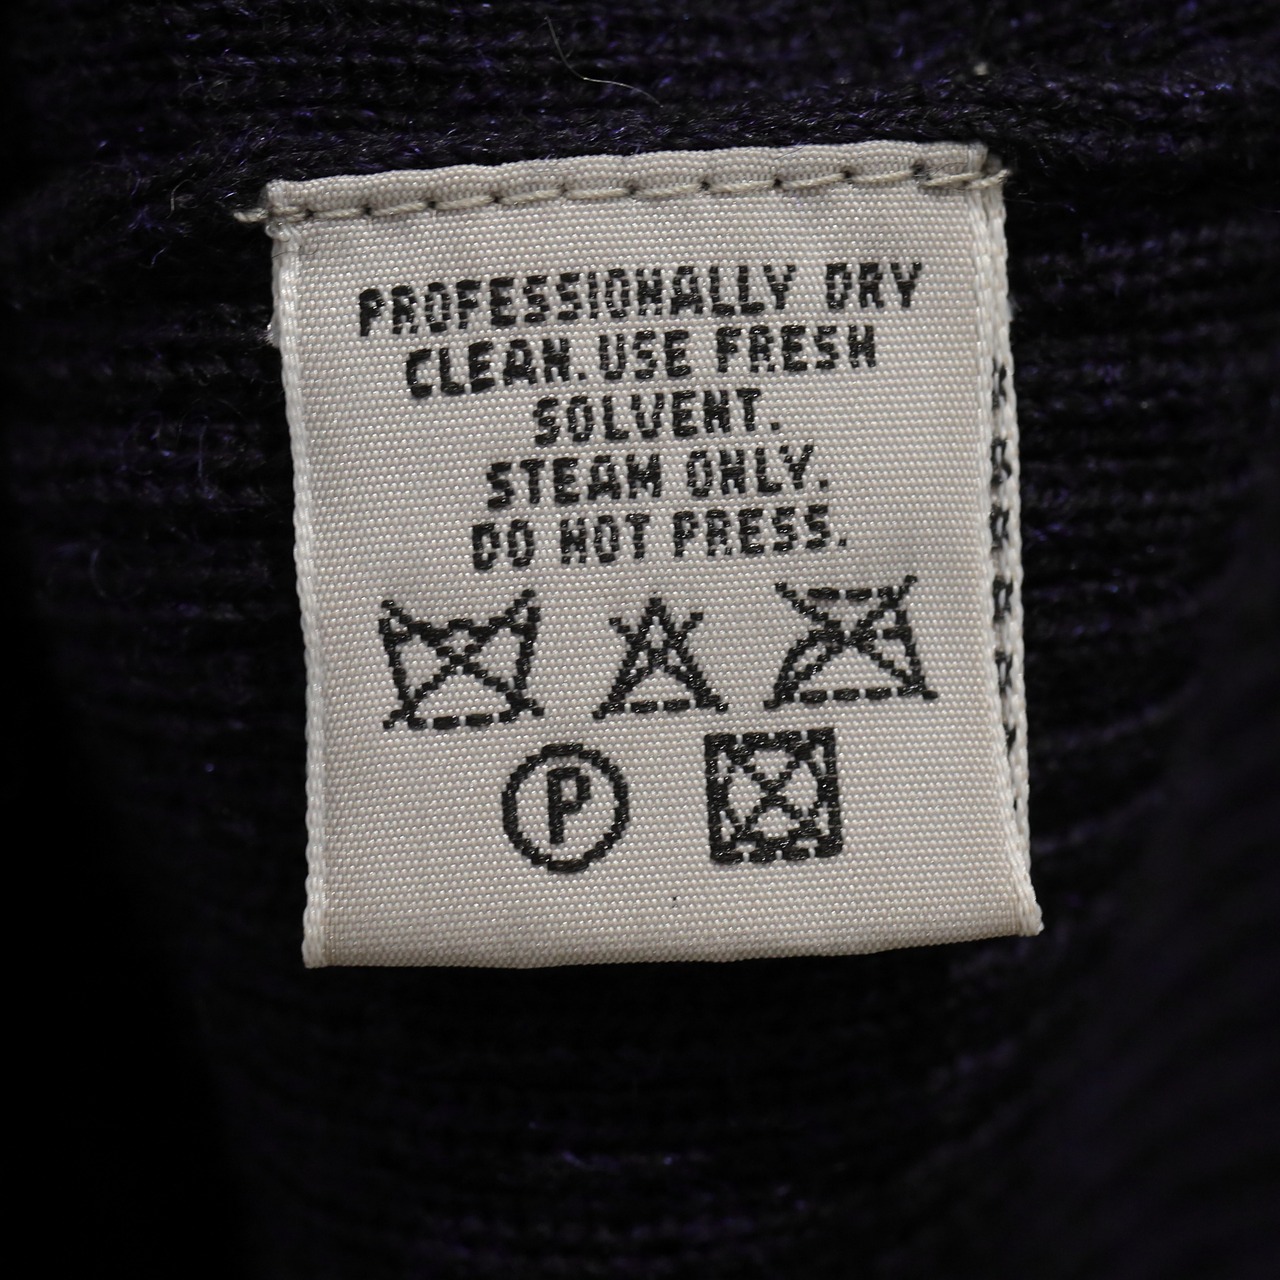 PROFESSIONALLY DRY
CLEAN. USE FRESH
SOLVENT.
STEAM ONLY.
DO NOT PRESS.
P